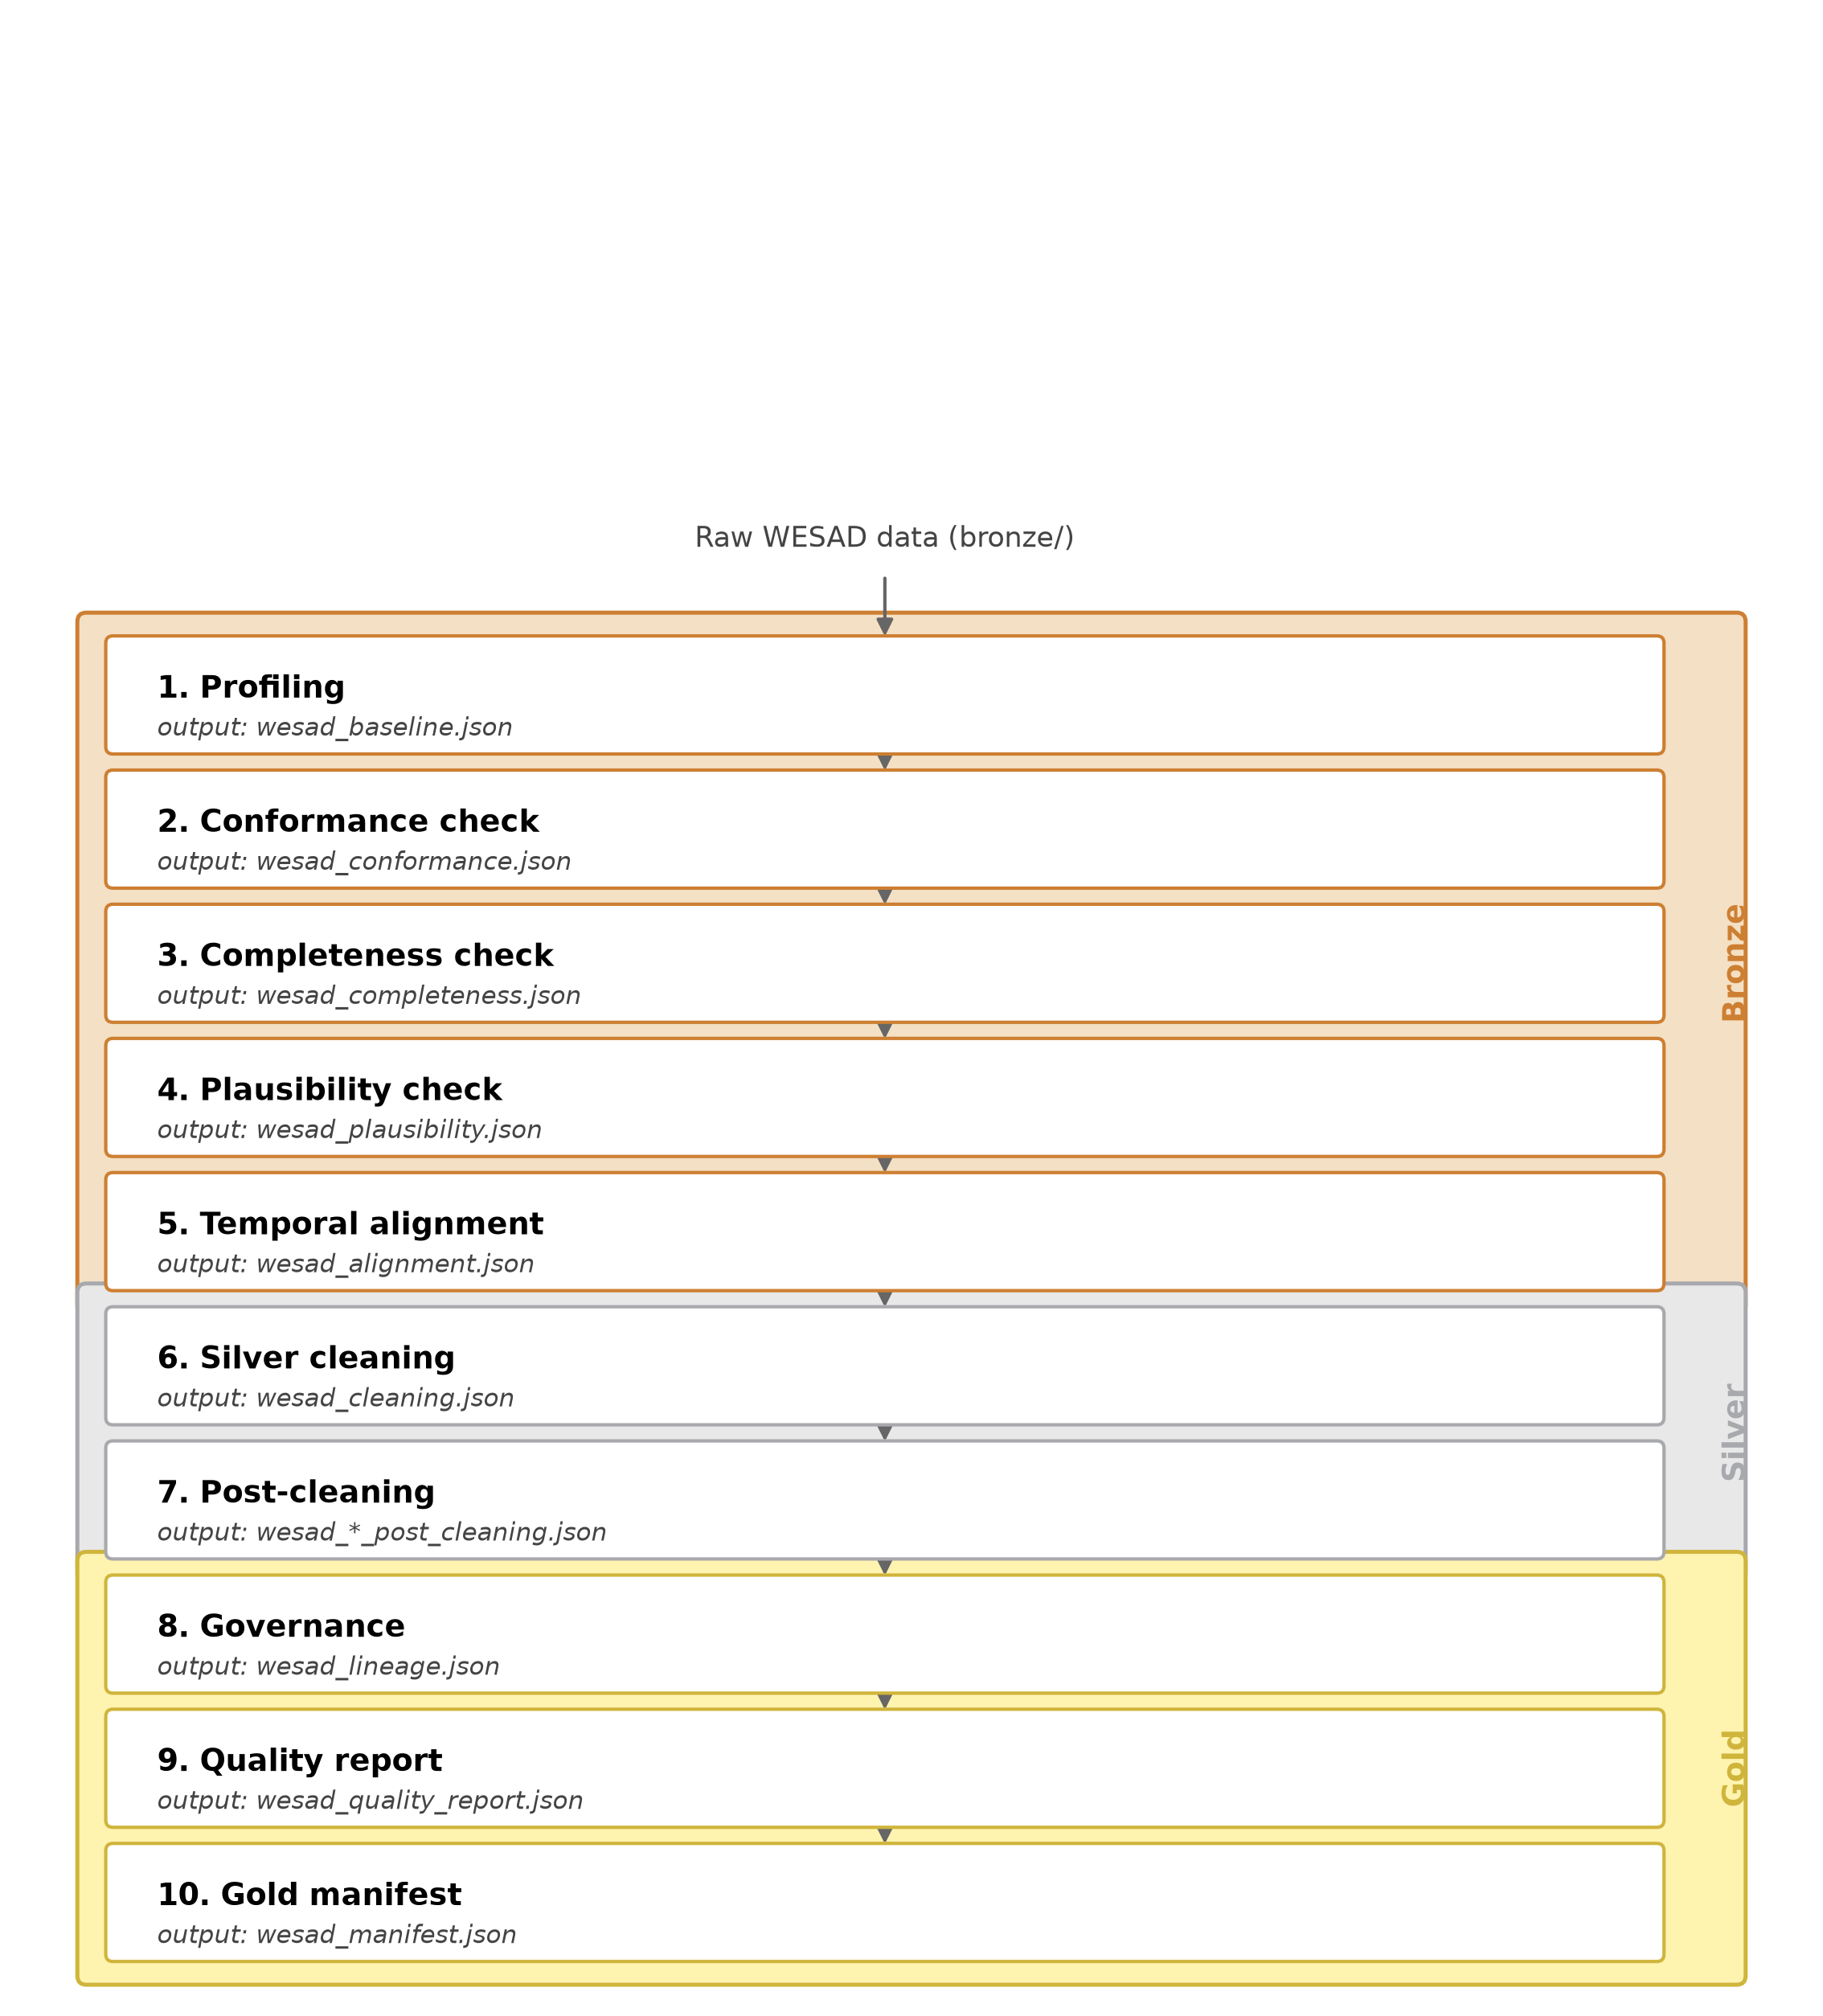 Raw WESAD data (bronze/)
1. Profiling
output: wesad_baseline.json
2. Conformance check
output: wesad_conformance.json
3. Completeness check
output: wesad_completeness.json
4. Plausibility check
output: wesad_plausibility.json
5. Temporal alignment
output: wesad_alignment.json
Bronze
6. Silver cleaning
output: wesad_cleaning.json
7. Post-cleaning
output: wesad_*_post_cleaning.json
Silver
8. Governance
output: wesad_lineage.json
9. Quality report
output: wesad_quality_report.json
10. Gold manifest
output: wesad_manifest.json
Gold